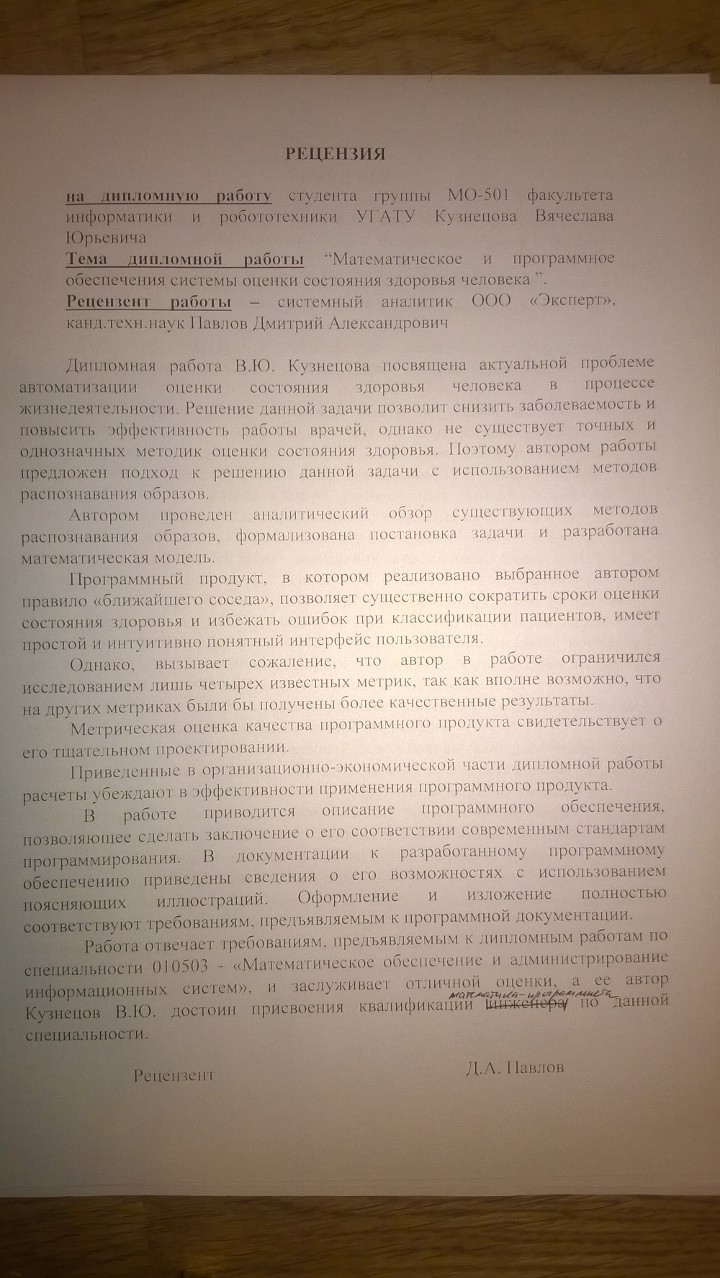 РЕЦЕНЗИЯ
на дипломную работу студента группы МО-501 факультета
информатики и робототехники УГАТУ Кузнецова Вячеслава
Юрьевича
Тема дипломной работы “Математическое и программное
обеспечения системы оценки состояния здоровья человека ”.
Рецензент работы – системный аналитик ООО «Эксперт»,
канд.техн.наук Павлов Дмитрий Александрович
Дипломная работа В.Ю. Кузнецова посвящена актуальной проблеме
автоматизации оценки состояния здоровья человека в процессе
жизнедеятельности. Решение данной задачи позволит снизить заболеваемость и
повысить эффективность работы врачей, однако не существует точных и
однозначных методик оценки состояния здоровья. Поэтому автором работы
предложен подход к решению данной задачи с использованием методов
распознавания образов.
Автором проведен аналитический обзор существующих методов
распознавания образов, формализована постановка задачи и разработана
математическая модель.
Программный продукт, в котором реализовано выбранное автором
правило «ближайшего соседа», позволяет существенно сократить сроки оценки
состояния здоровья и избежать ошибок при классификации пациентов, имеет
простой и интуитивно понятный интерфейс пользователя.
Однако, вызывает сожаление, что автор в работе ограничился
исследованием лишь четырех известных метрик, так как вполне возможно, что
на других метриках были бы получены более качественные результаты.
Метрическая оценка качества программного продукта свидетельствует о
его тщательном проектировании.
Приведенные в организационно-экономической части дипломной работы
расчеты убеждают в эффективности применения программного продукта.
В работе приводится описание программного обеспечения,
позволяющее сделать заключение о его соответствии современным стандартам
программирования. В документации к разработанному программному
обеспечению приведены сведения о его возможностях с использованием
поясняющих иллюстраций. Оформление и изложение полностью
соответствуют требованиям, предъявляемым к программной документации.
Работа отвечает требованиям, предъявляемым к дипломным работам по
специальности 010503 - «Математическое обеспечение и администрирование
информационных систем», и заслуживает отличной оценки, а ее автор
математика-программиста
Кузнецов В.Ю. достоин присвоения квалификации инженера по данной
специальности.
Рецензент Д.А. Павлов